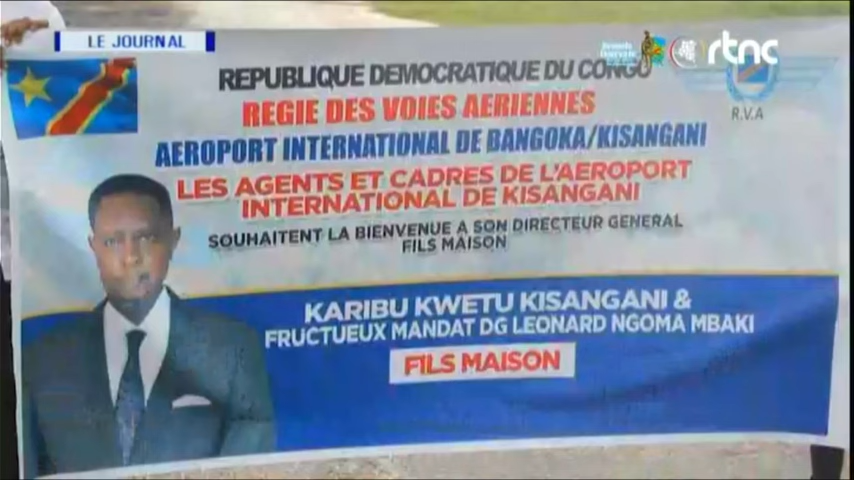 LE JOURNAL
rtnc
REPUBLIQUE DEMOCRATIQUE DU CONGO
R.V.A
REGIE DES VOIES AERIENNES
AEROPORT INTERNATIONAL DE BANGOKA/KISANGANI
LES AGENTS ET CADRES DE L'AEROPORT
INTERNATIONAL DE KISANGANI
SOUHAITENT LA BIENVENUE A SON DIRECTEUR GENERAL
FILS MAISON
KARIBU KWETU KISANGANI &
FRUCTUEUX MANDAT DG LEONARD NGOMA MBAKI
FILS MAISON